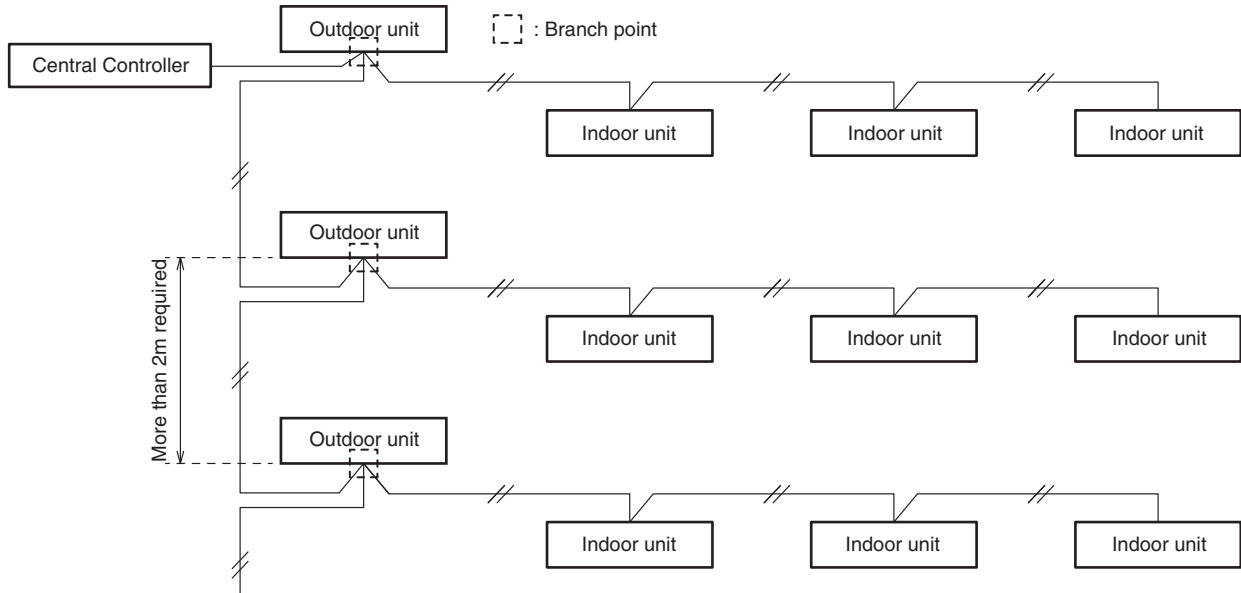 Outdoor unit
: Branch point
Central Controller
Indoor unit
Indoor unit
Indoor unit
Outdoor unit
More than 2m required
Indoor unit
Indoor unit
Indoor unit
Outdoor unit
Indoor unit
Indoor unit
Indoor unit